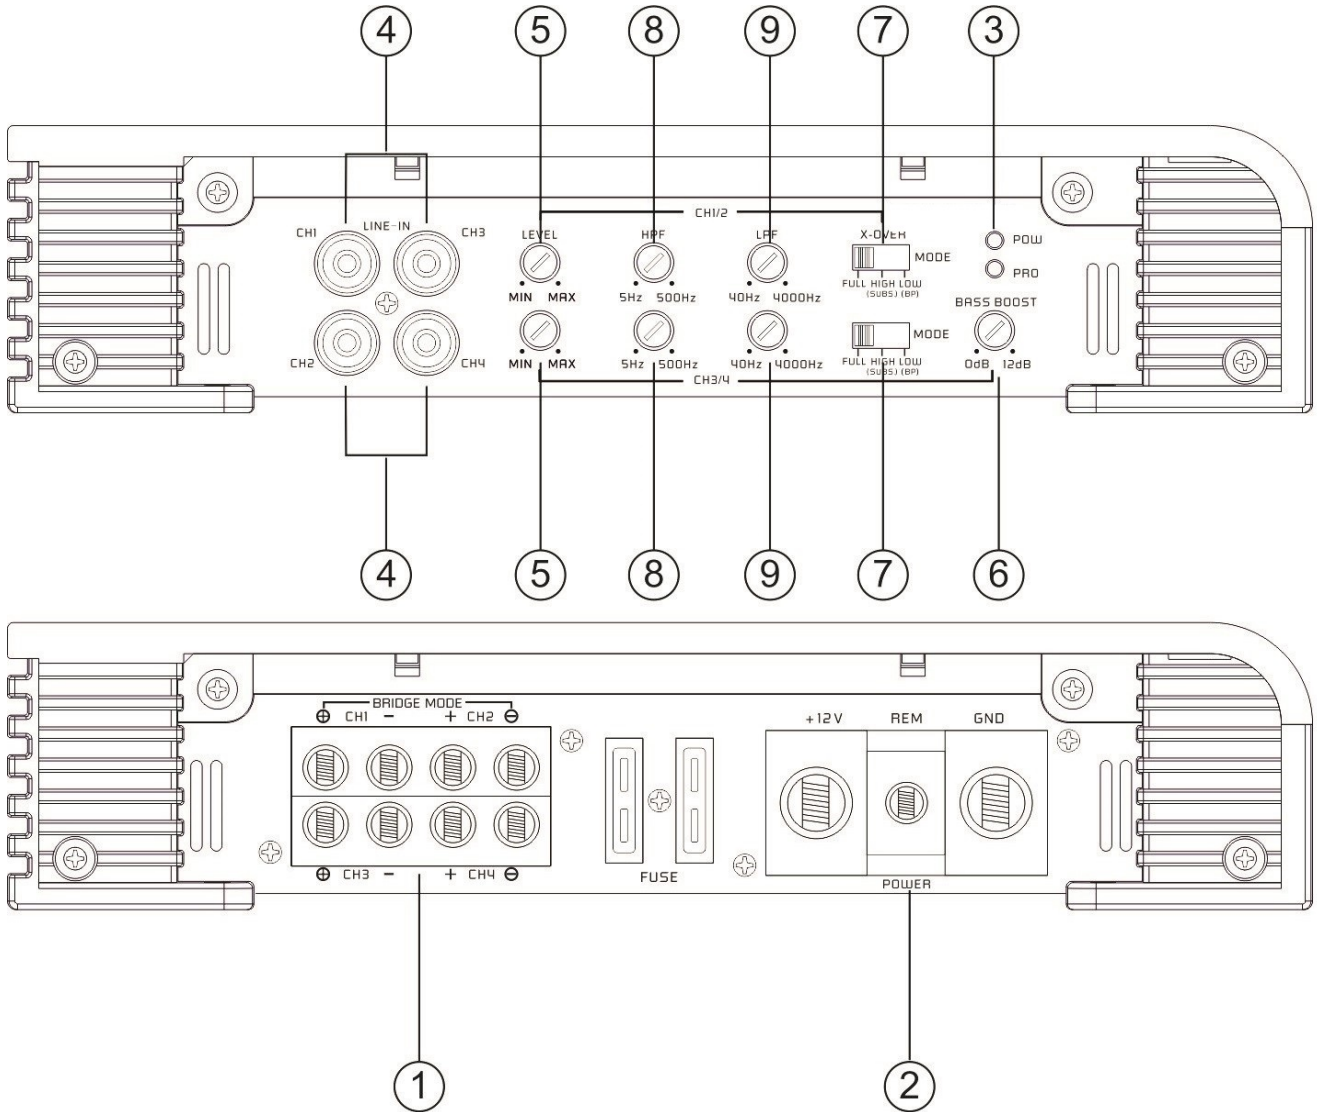 4 5 8 9 7 3
CH1/2
CH1 LINE-IN CH3 LEVEL HPF LPF X-OVER POW
MODE
PRO
FULL HIGH LOW
(SUBS) (BP)
MIN MAX 5Hz 500Hz 40Hz 4000Hz BASS BOOST
MODE
CH2 CH4 MIN MAX 5Hz 500Hz 40Hz 4000Hz FULL HIGH LOW 0dB 12dB
(SUBS) (BP)
CH3/4
4 5 8 9 7 6
BRIDGE MODE
⊕ CH1 − + CH2 ⊖ +12V REM GND
⊕ CH3 − + CH4 ⊖ FUSE POWER
1 2